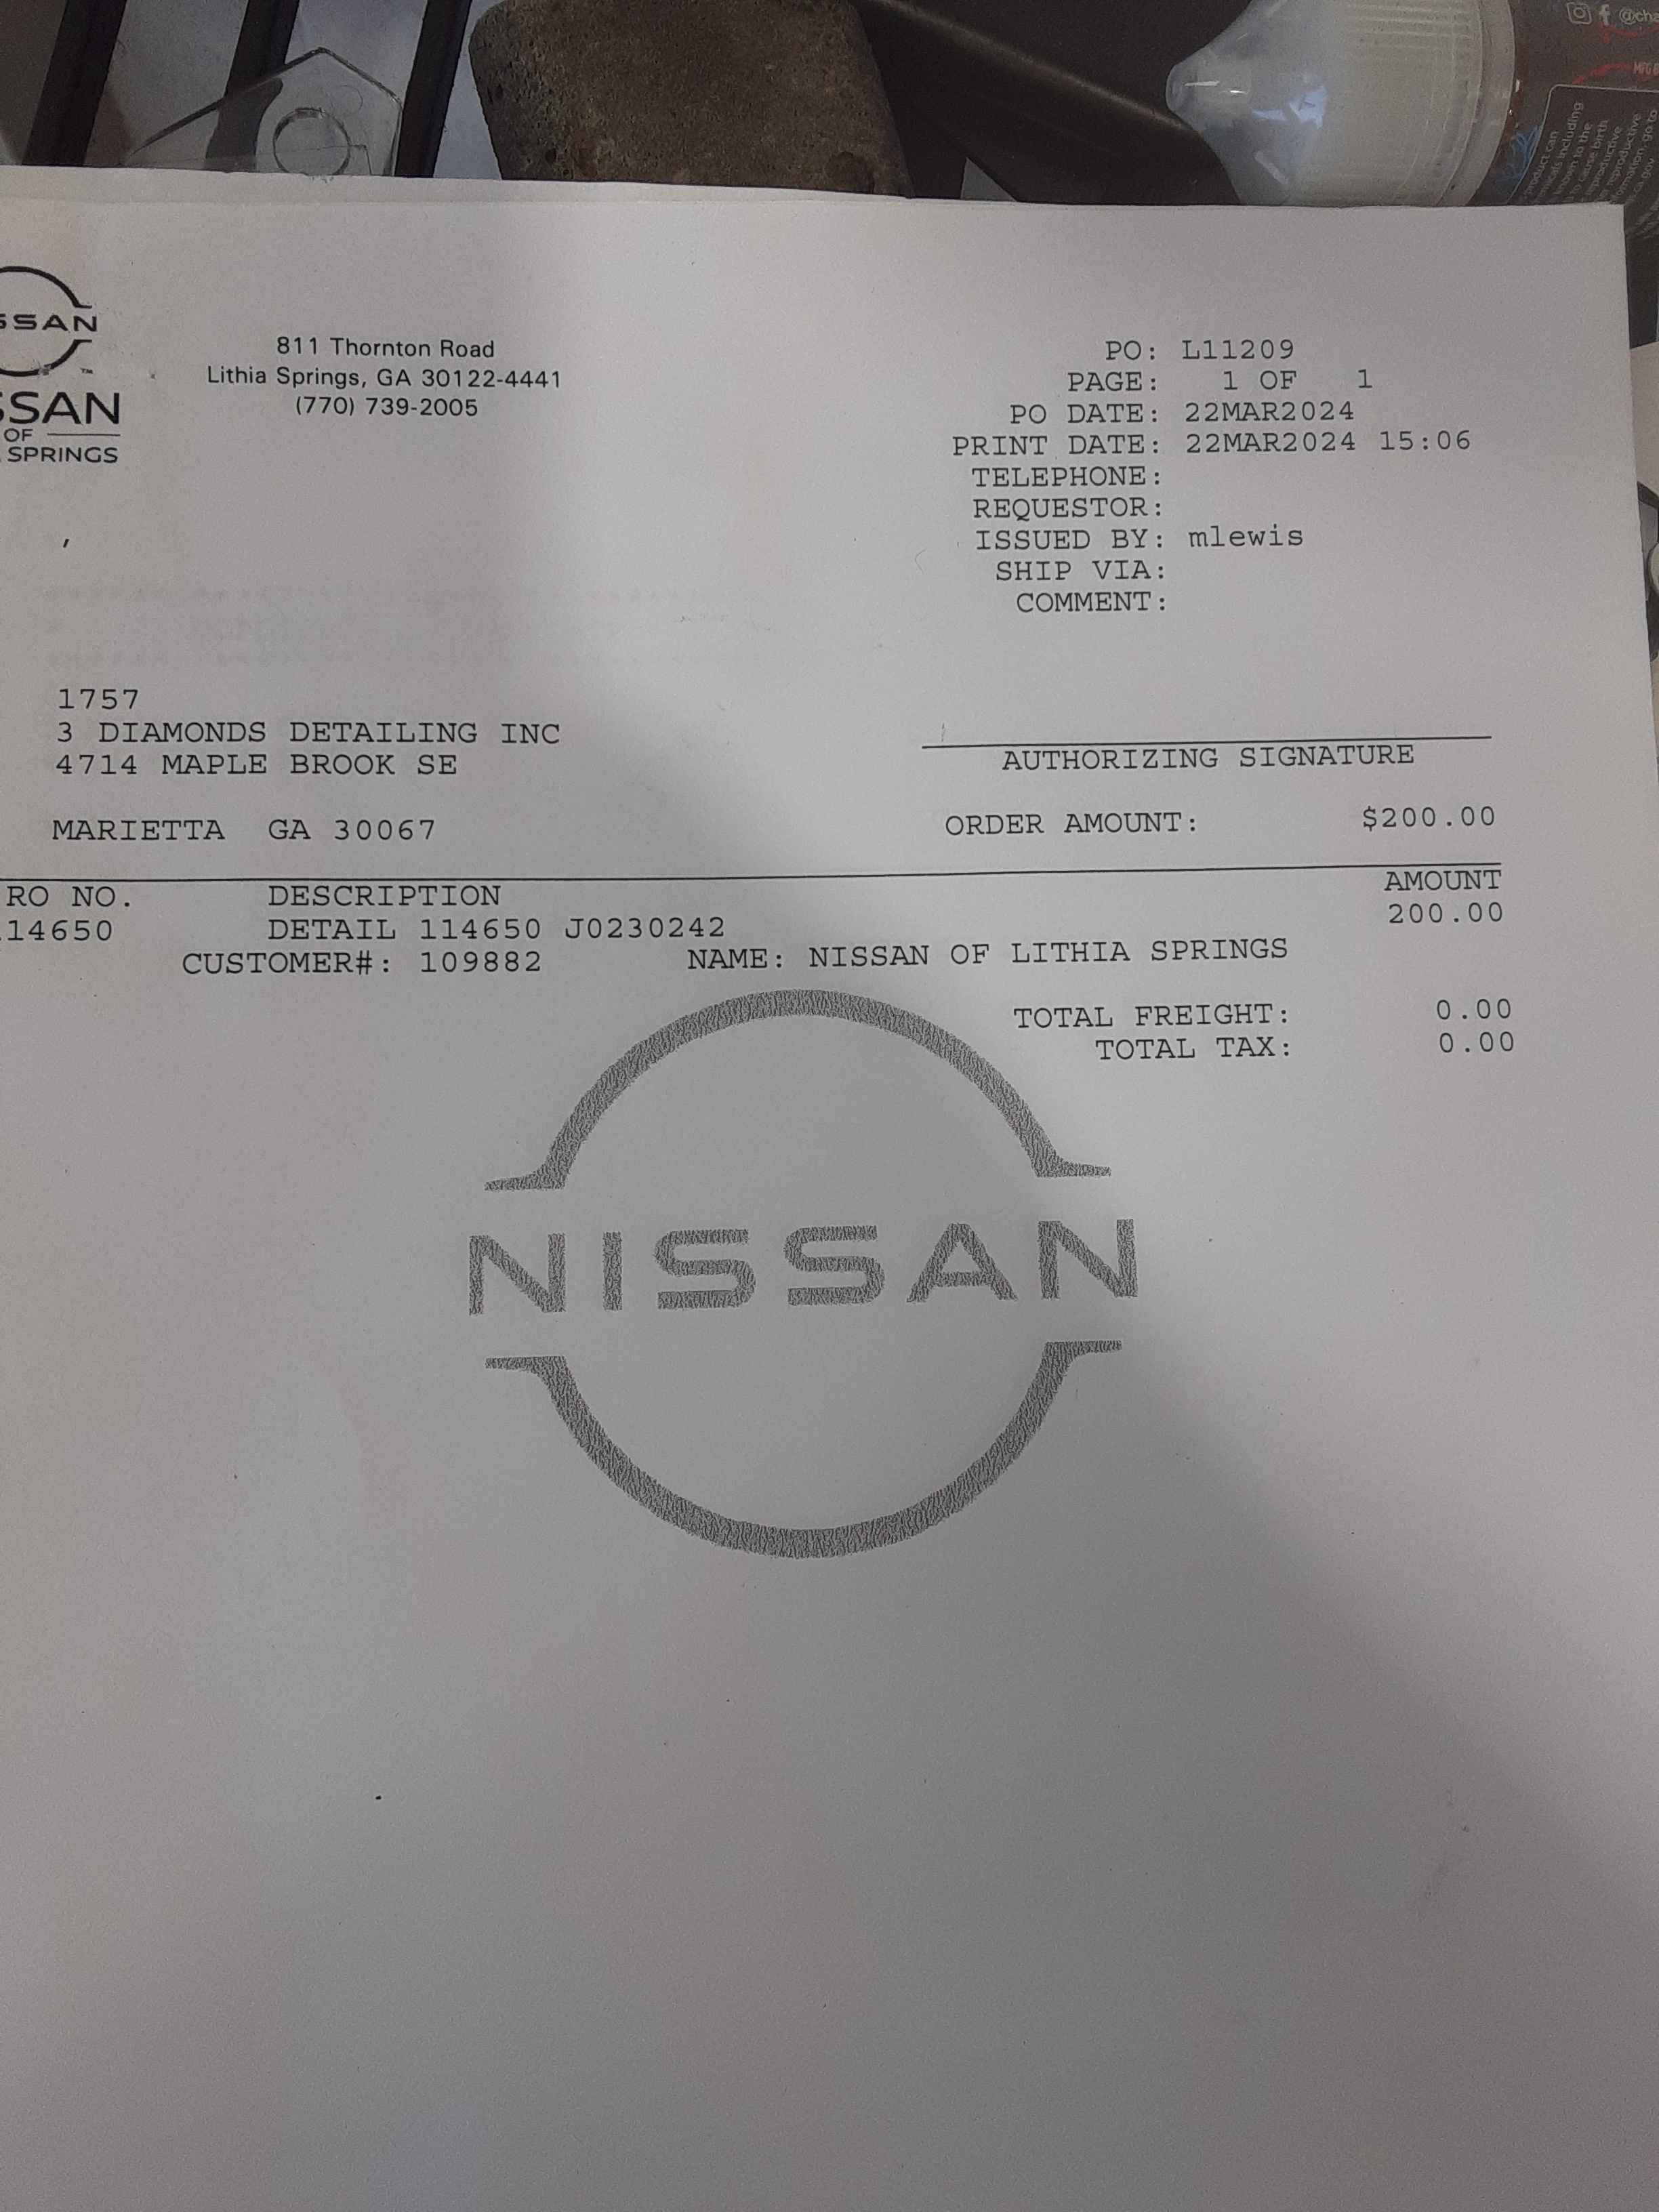 SSAN
SSAN
OF
SPRINGS
811 Thornton Road
Lithia Springs, GA 30122-4441
(770) 739-2005
PO: L11209
PAGE: 1 OF 1
PO DATE: 22MAR2024
PRINT DATE: 22MAR2024 15:06
TELEPHONE:
REQUESTOR:
ISSUED BY: mlewis
SHIP VIA:
COMMENT:
,
1757
3 DIAMONDS DETAILING INC
4714 MAPLE BROOK SE
MARIETTA GA 30067
AUTHORIZING SIGNATURE
ORDER AMOUNT: $200.00
RO NO. DESCRIPTION AMOUNT
14650 DETAIL 114650 J0230242 200.00
CUSTOMER#: 109882 NAME: NISSAN OF LITHIA SPRINGS
TOTAL FREIGHT: 0.00
TOTAL TAX: 0.00
NISSAN